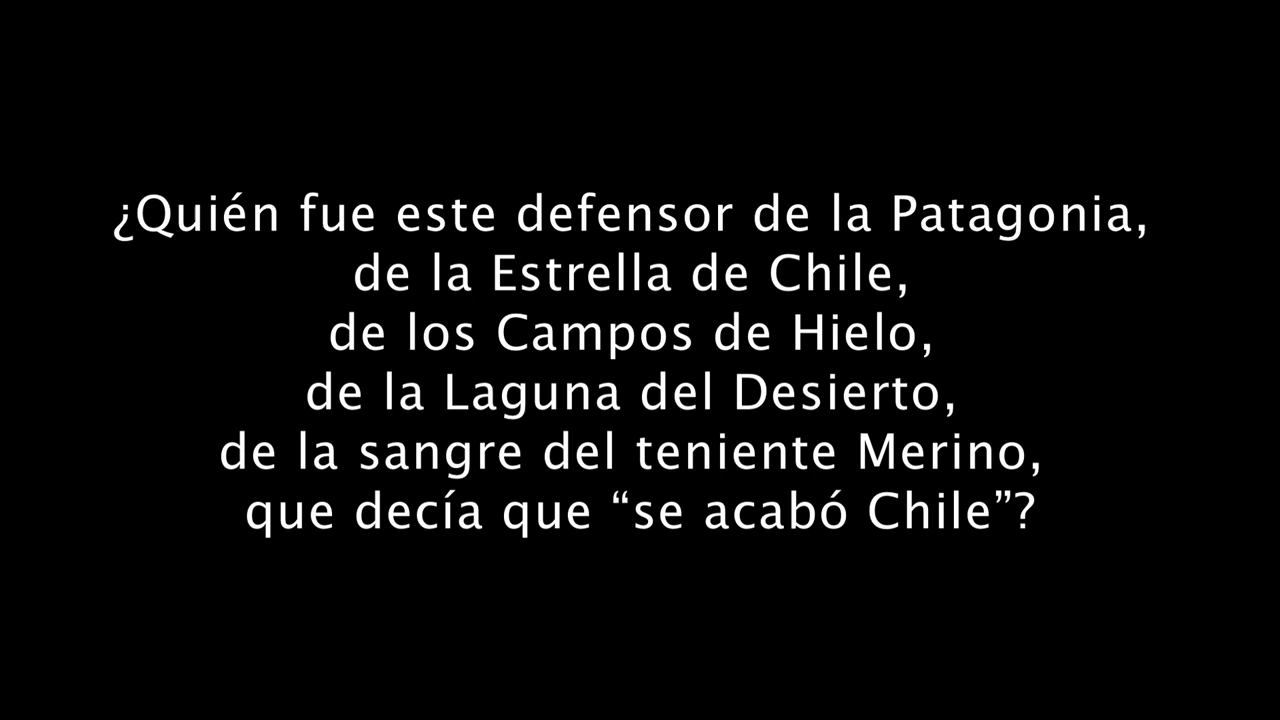 ¿Quién fue este defensor de la Patagonia,
de la Estrella de Chile,
de los Campos de Hielo,
de la Laguna del Desierto,
de la sangre del teniente Merino,
que decía que “se acabó Chile”?